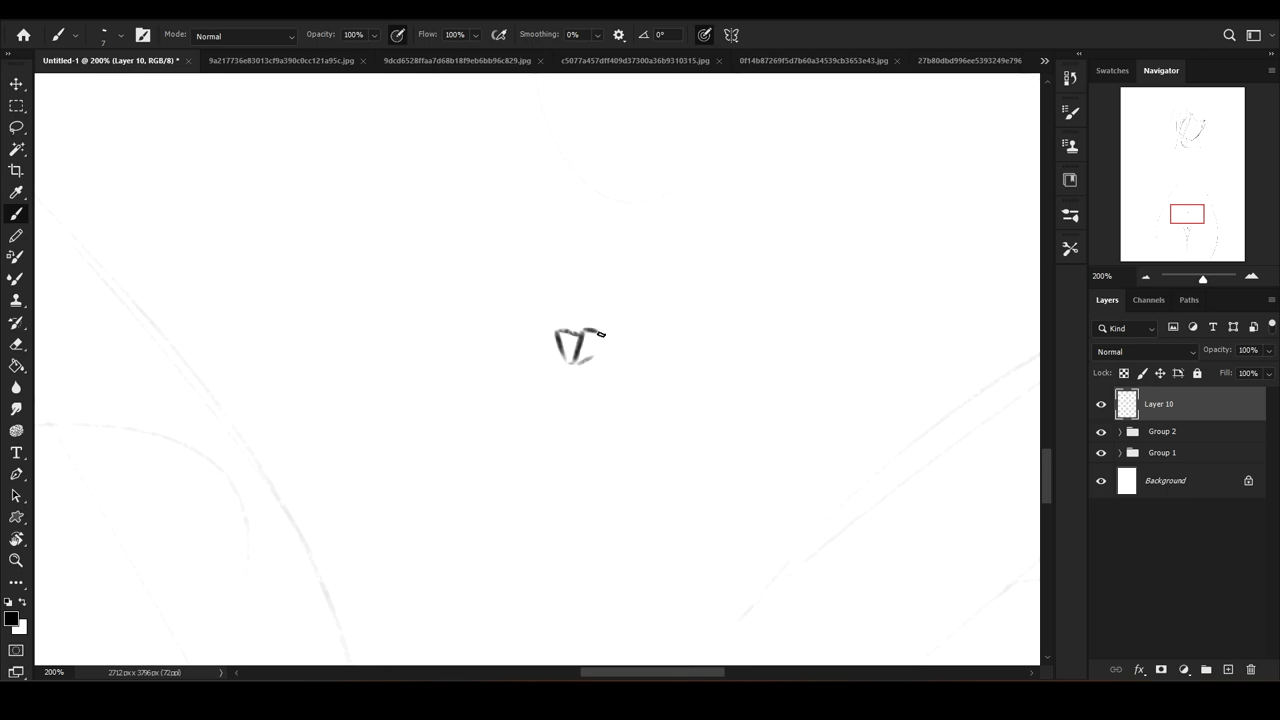 7 Mode: Normal Opacity: 100% Flow: 100% Smoothing: 0% 0°
Untitled-1 @ 200% (Layer 10, RGB/8) * 9a217736e83013cf9a390c0cc121a95c.jpg 9dcd6528ffaa7d68b18f9eb6bb96c829.jpg c5077a457dff409d37300a36b9310315.jpg 0f14b87269f5d7b60a34539cb3653e43.jpg 27b80dbd996ee5393249e796
Swatches Navigator
200%
Layers Channels Paths
Kind
Normal Opacity: 100%
Lock: Fill: 100%
Layer 10
Group 2
Group 1
Background
200% 2712 px x 3796 px (72 ppi)